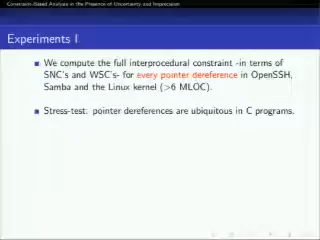 Constraint-Based Analysis in the Presence of Uncertainty and Imprecision
Experiments I
We compute the full interprocedural constraint -in terms of
SNC's and WSC's- for every pointer dereference in OpenSSH,
Samba and the Linux kernel (>6 MLOC).
Stress-test: pointer dereferences are ubiquitous in C programs.